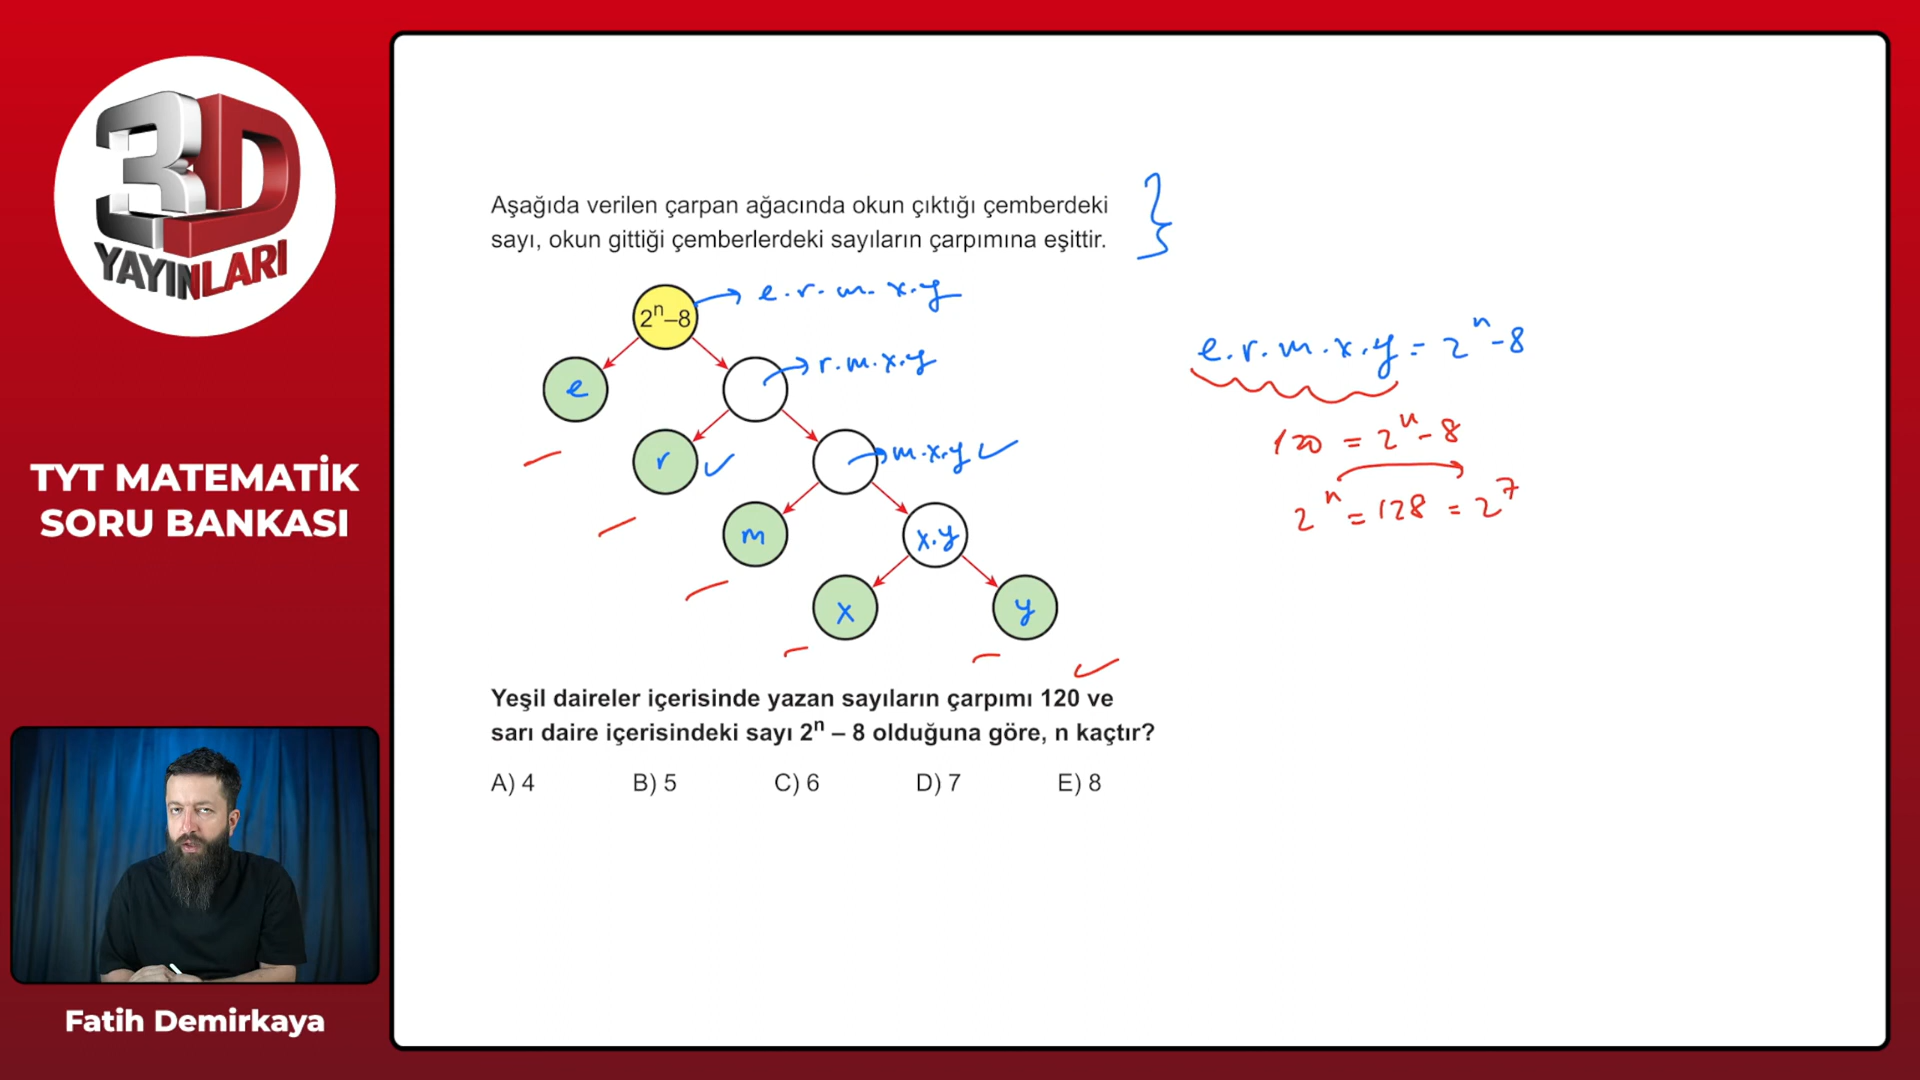 3D
YAYINLARI
TYT MATEMATİK
SORU BANKASI
Fatih Demirkaya
Aşağıda verilen çarpan ağacında okun çıktığı çemberdeki
sayı, okun gittiği çemberlerdeki sayıların çarpımına eşittir.
2ⁿ–8 → e.r.m.x.y
e → r.m.x.y
r → m.x.y
m x.y
x y
Yeşil daireler içerisinde yazan sayıların çarpımı 120 ve
sarı daire içerisindeki sayı 2ⁿ – 8 olduğuna göre, n kaçtır?
A) 4 B) 5 C) 6 D) 7 E) 8
e.r.m.x.y = 2ⁿ-8
120 = 2ⁿ-8
2ⁿ = 128 = 2⁷